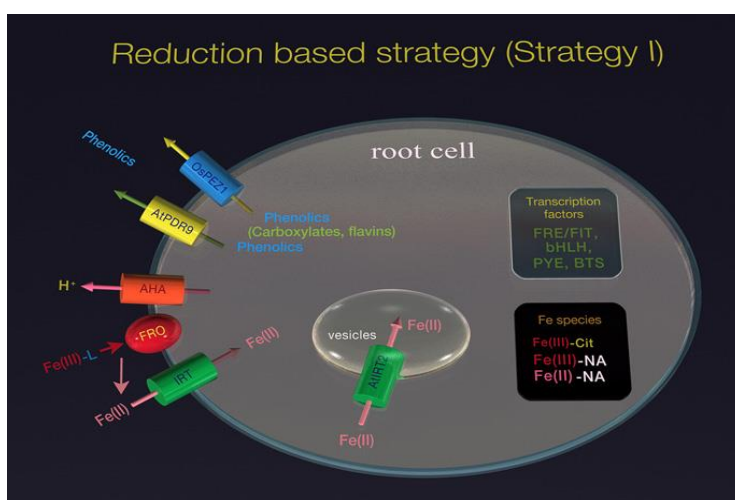 Reduction based strategy (Strategy I)
root cell
Phenolics
OsPEZ1
AtPDR9
Phenolics
(Carboxylates, flavins)
Phenolics
Transcription
factors
FRE/FIT,
bHLH,
PYE, BTS
H⁺
AHA
FRO
Fe(III)-L
Fe(II)
IRT
Fe(II)
vesicles
Fe(II)
AtIRT2
Fe(II)
Fe species
Fe(III)-Cit
Fe(III)-NA
Fe(II) -NA